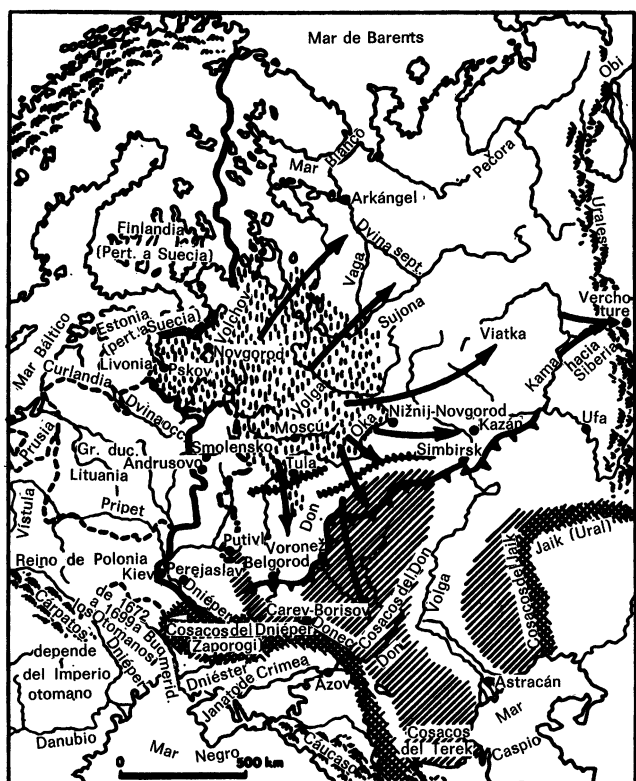 Mar de Barents
Obi
Mar Blanco
Pečora
Arkángel
Urales
Finlandia
(Pert. a Suecia)
Dvina sept.
Vaga
Sujona
Vercho-
ture
Estonia
(pert. a Suecia)
Volchov
Mar Báltico
Livonia
Novgorod
Pskov
Viatka
Curlandia
Kama
hacia
Siberia
Volga
Dvina occ.
Prusia
Moscú
Oka
Nižnij-Novgorod
Kazán
Ufa
Gr. duc.
Lituania
Smolensko
Andrusovo
Tula
Simbirsk
Vístula
Pripet
Don
Jaik (Ural)
Putivl
Voronež
Reino de Polonia
Kiev
Perejaslav
Belgorod
Cosacos del Don
Volga
Cosacos del Jaik
Dniéper
Carev-Borisov
Cárpatos
de 1672
a 1699 a
los Otomanos
Bug merid.
Cosacos del Dniéper
Zaporogi)
Donec
Don
depende
del Imperio
otomano
Dniéper
Dniéster
Janato de Crimea
Azov
Astracán
Mar
Caspio
Cosacos
del Terek
Danubio
Mar Negro
Cáucaso
0 500 km